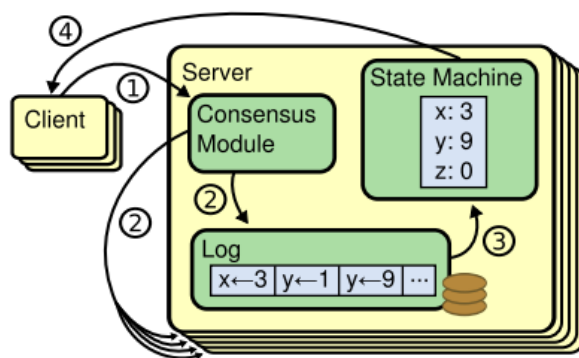 ④
①
Server
State Machine
Client
Consensus
Module
x: 3
y: 9
z: 0
②
②
③
Log
x←3 y←1 y←9 ...